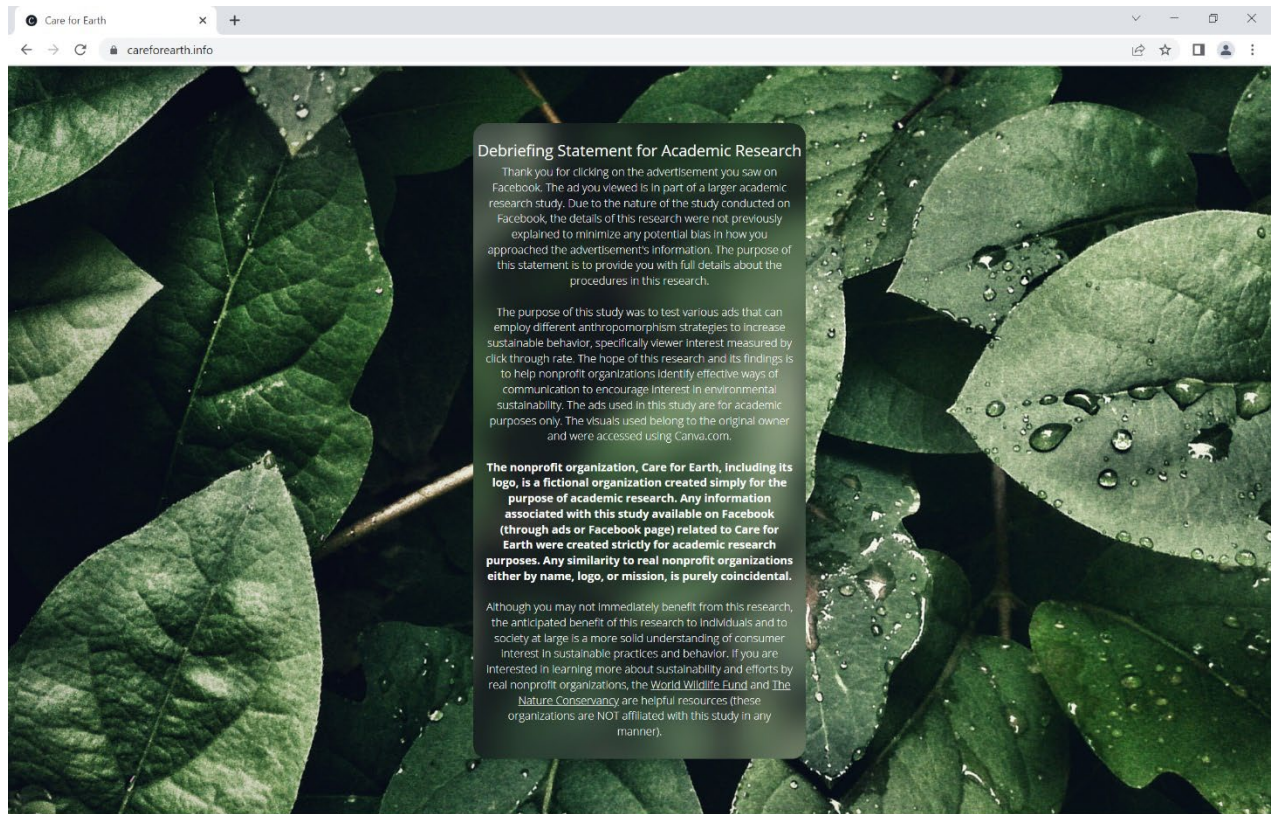 C Care for Earth
careforearth.info
Debriefing Statement for Academic Research
Thank you for clicking on the advertisement you saw on
Facebook. The ad you viewed is in part of a larger academic
research study. Due to the nature of the study conducted on
Facebook, the details of this research were not previously
explained to minimize any potential bias in how you
approached the advertisement's information. The purpose of
this statement is to provide you with full details about the
procedures in this research.
The purpose of this study was to test various ads that can
employ different anthropomorphism strategies to increase
sustainable behavior, specifically viewer interest measured by
click through rate. The hope of this research and its findings is
to help nonprofit organizations identify effective ways of
communication to encourage interest in environmental
sustainability. The ads used in this study are for academic
purposes only. The visuals used belong to the original owner
and were accessed using Canva.com.
The nonprofit organization, Care for Earth, including its
logo, is a fictional organization created simply for the
purpose of academic research. Any information
associated with this study available on Facebook
(through ads or Facebook page) related to Care for
Earth were created strictly for academic research
purposes. Any similarity to real nonprofit organizations
either by name, logo, or mission, is purely coincidental.
Although you may not immediately benefit from this research,
the anticipated benefit of this research to individuals and to
society at large is a more solid understanding of consumer
interest in sustainable practices and behavior. If you are
interested in learning more about sustainability and efforts by
real nonprofit organizations, the World Wildlife Fund and The
Nature Conservancy are helpful resources (these
organizations are NOT affiliated with this study in any
manner).